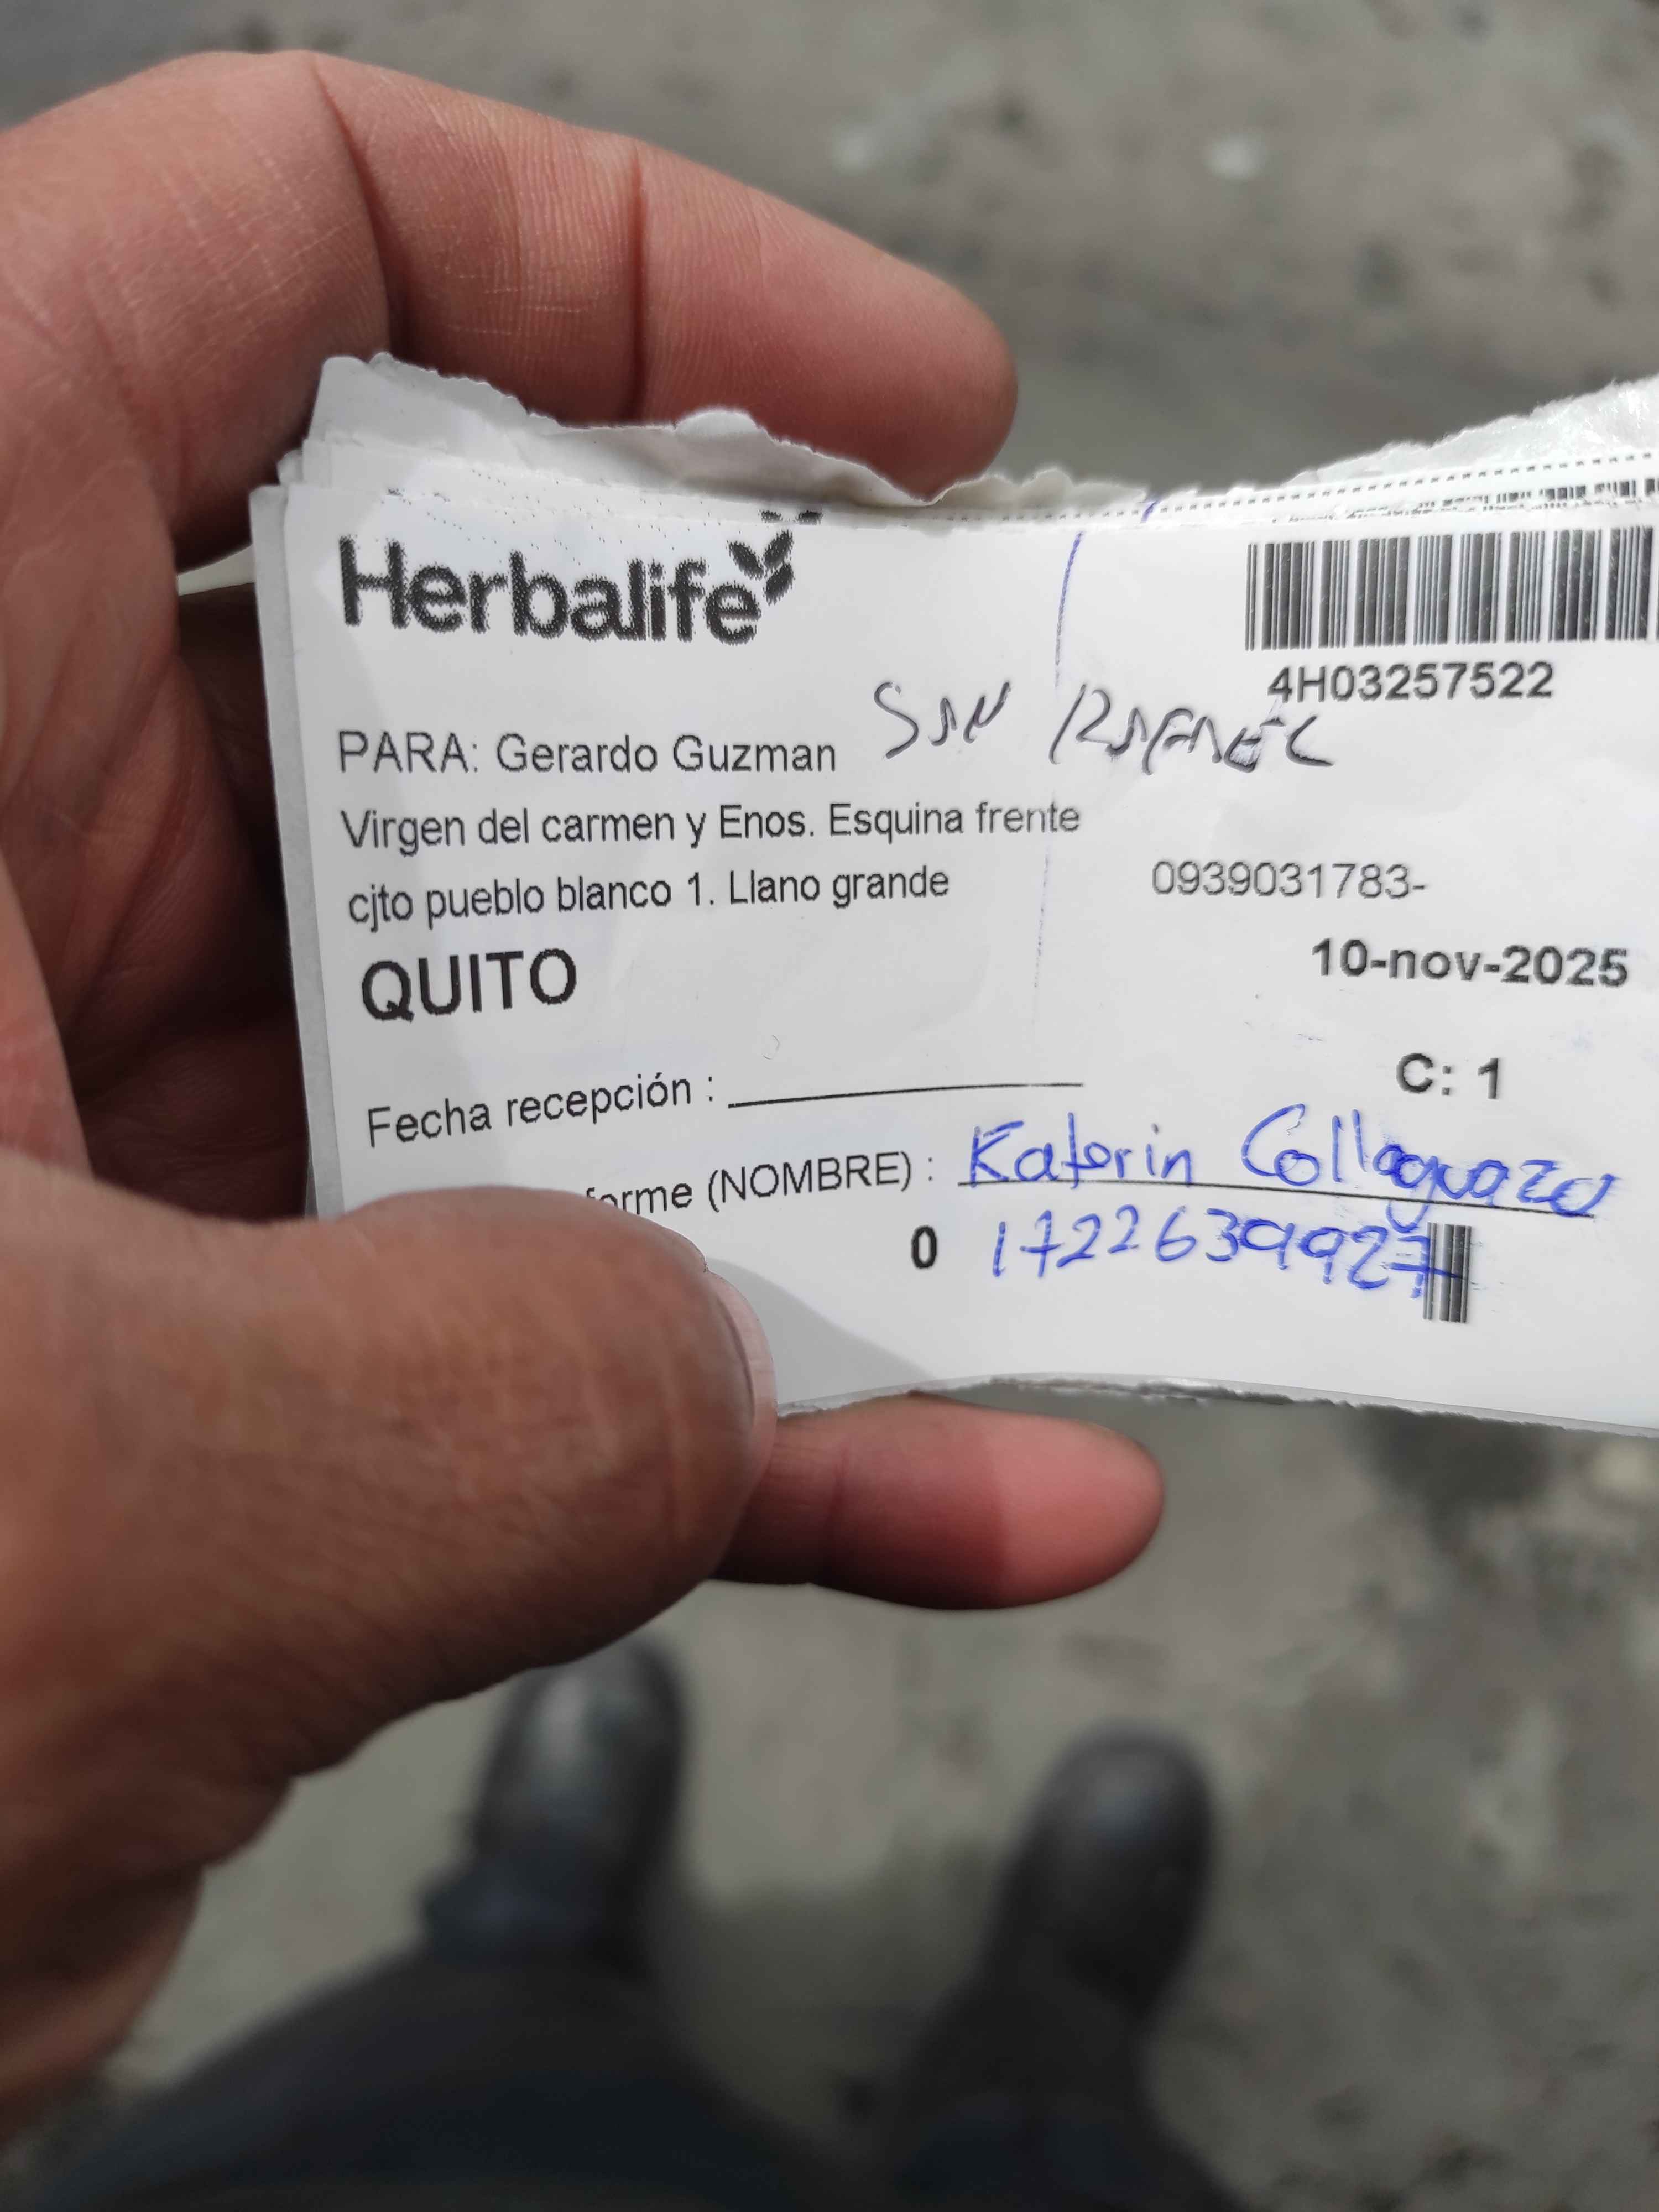 Herbalife
4H03257522
SAN RAFAEL
PARA: Gerardo Guzman
Virgen del carmen y Enos. Esquina frente
cjto pueblo blanco 1. Llano grande
0939031783-
QUITO
10-nov-2025
C: 1
Fecha recepción :
forme (NOMBRE) : Katerin Collaguazo
0 1722639927